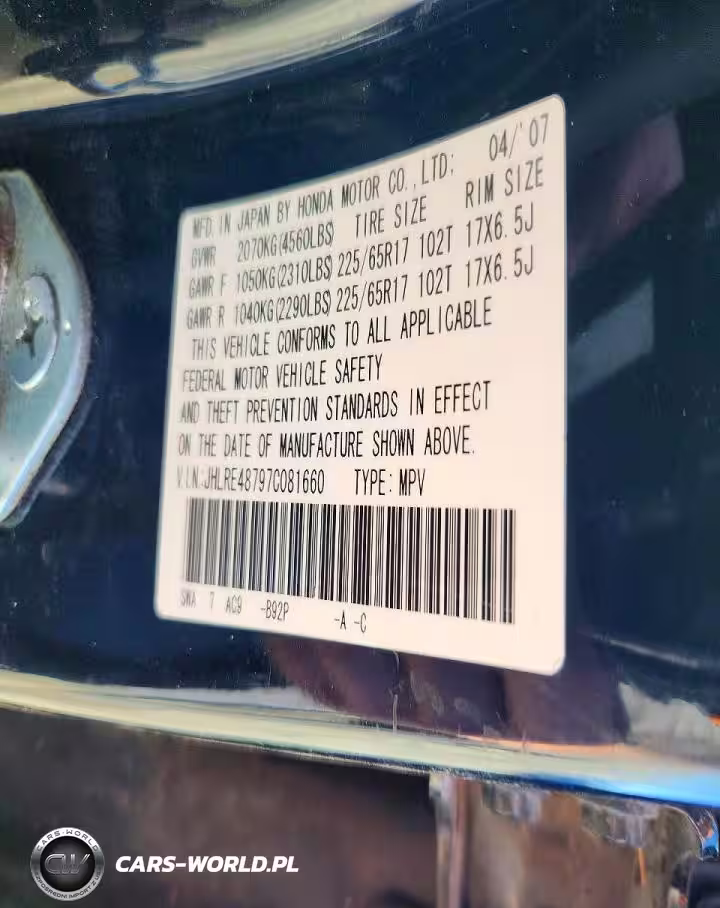 MFD. IN JAPAN BY HONDA MOTOR CO., LTD; 04/'07
GVWR 2070KG(4560LBS) TIRE SIZE RIM SIZE
GAWR F 1050KG(2310LBS) 225/65R17 102T 17X6.5J
GAWR R 1040KG(2290LBS) 225/65R17 102T 17X6.5J
THIS VEHICLE CONFORMS TO ALL APPLICABLE
FEDERAL MOTOR VEHICLE SAFETY
AND THEFT PREVENTION STANDARDS IN EFFECT
ON THE DATE OF MANUFACTURE SHOWN ABOVE.
V.I.N.:JHLRE48797C081660 TYPE: MPV
SWA 7 AC9 -B92P -A -C
CARS-WORLD
CW
CARS-WORLD.PL